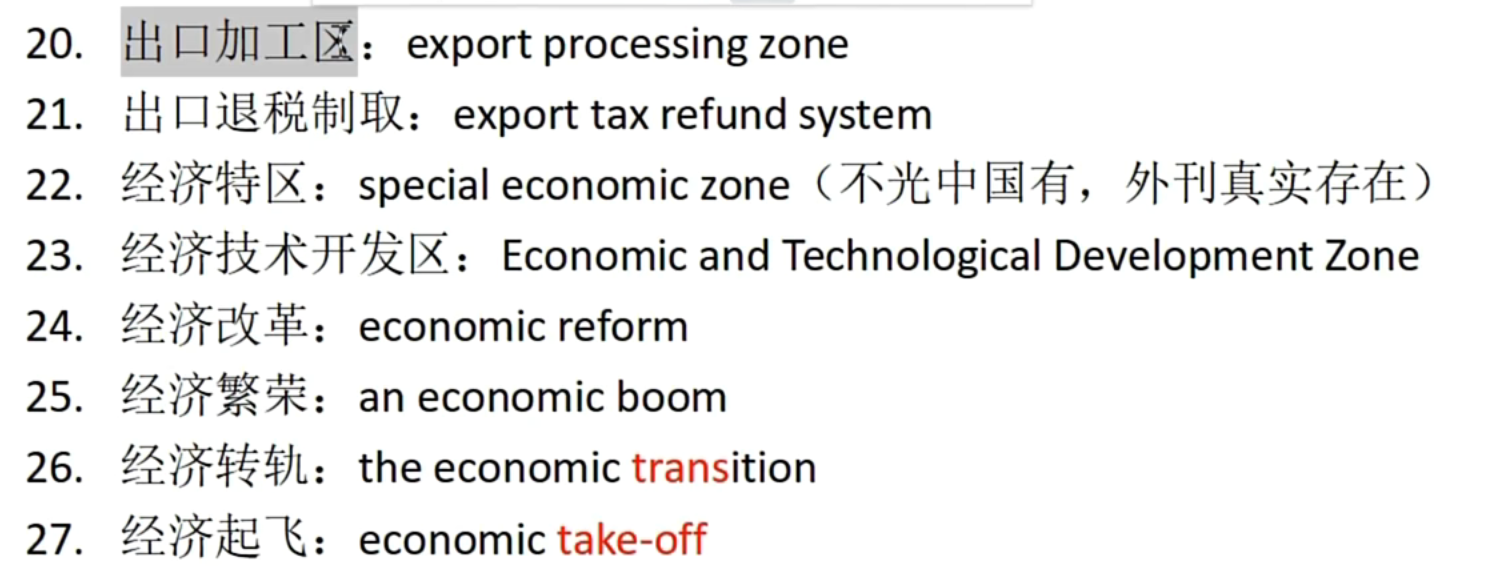 20. 出口加工区：export processing zone
21. 出口退税制取：export tax refund system
22. 经济特区：special economic zone（不光中国有，外刊真实存在）
23. 经济技术开发区：Economic and Technological Development Zone
24. 经济改革：economic reform
25. 经济繁荣：an economic boom
26. 经济转轨：the economic transition
27. 经济起飞：economic take-off